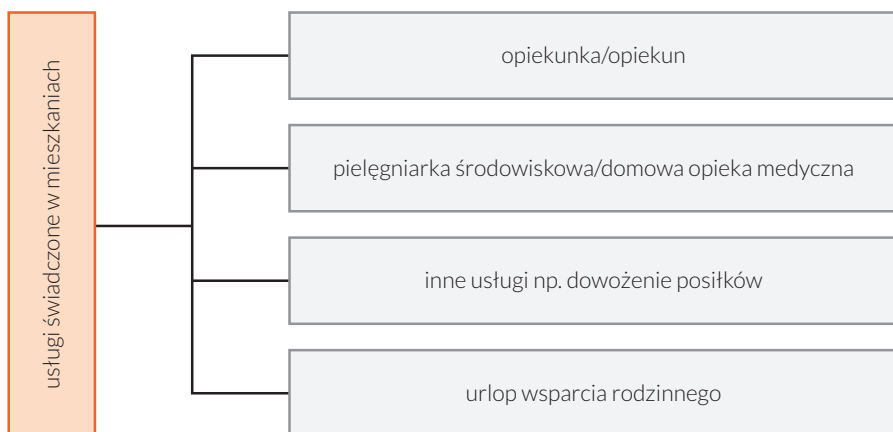 usługi świadczone w mieszkaniach
opiekunka/opiekun
pielęgniarka środowiskowa/domowa opieka medyczna
inne usługi np. dowożenie posiłków
urlop wsparcia rodzinnego